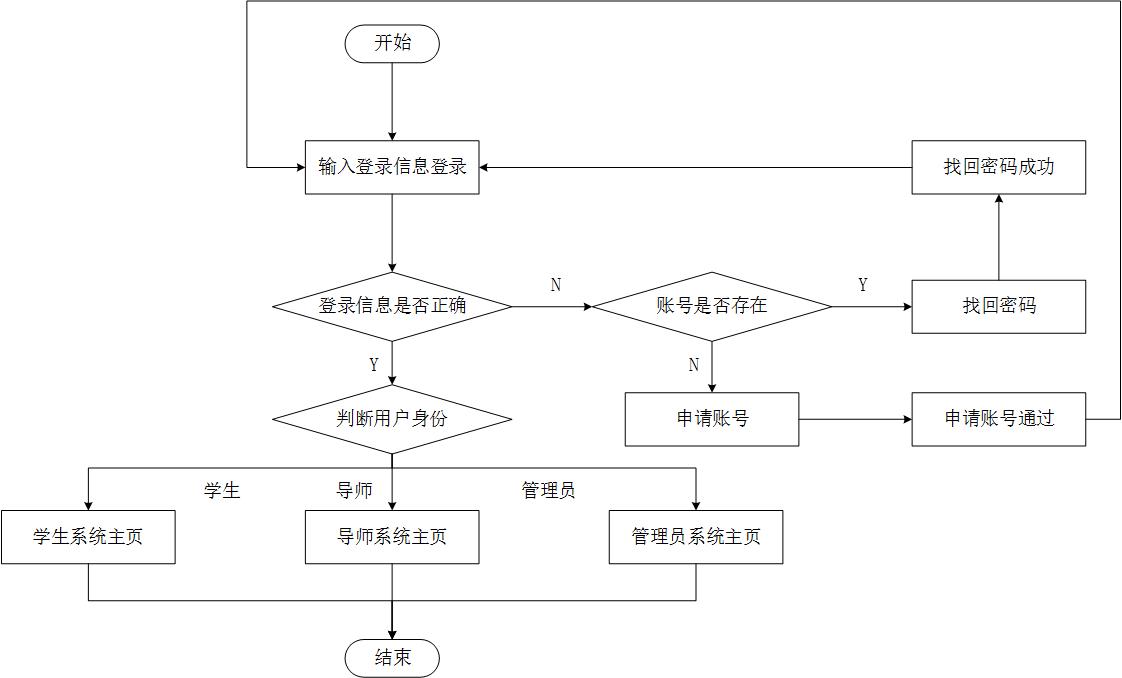 开始
输入登录信息登录
找回密码成功
登录信息是否正确
N
账号是否存在
Y
找回密码
Y
N
判断用户身份
申请账号
申请账号通过
学生
导师
管理员
学生系统主页
导师系统主页
管理员系统主页
结束